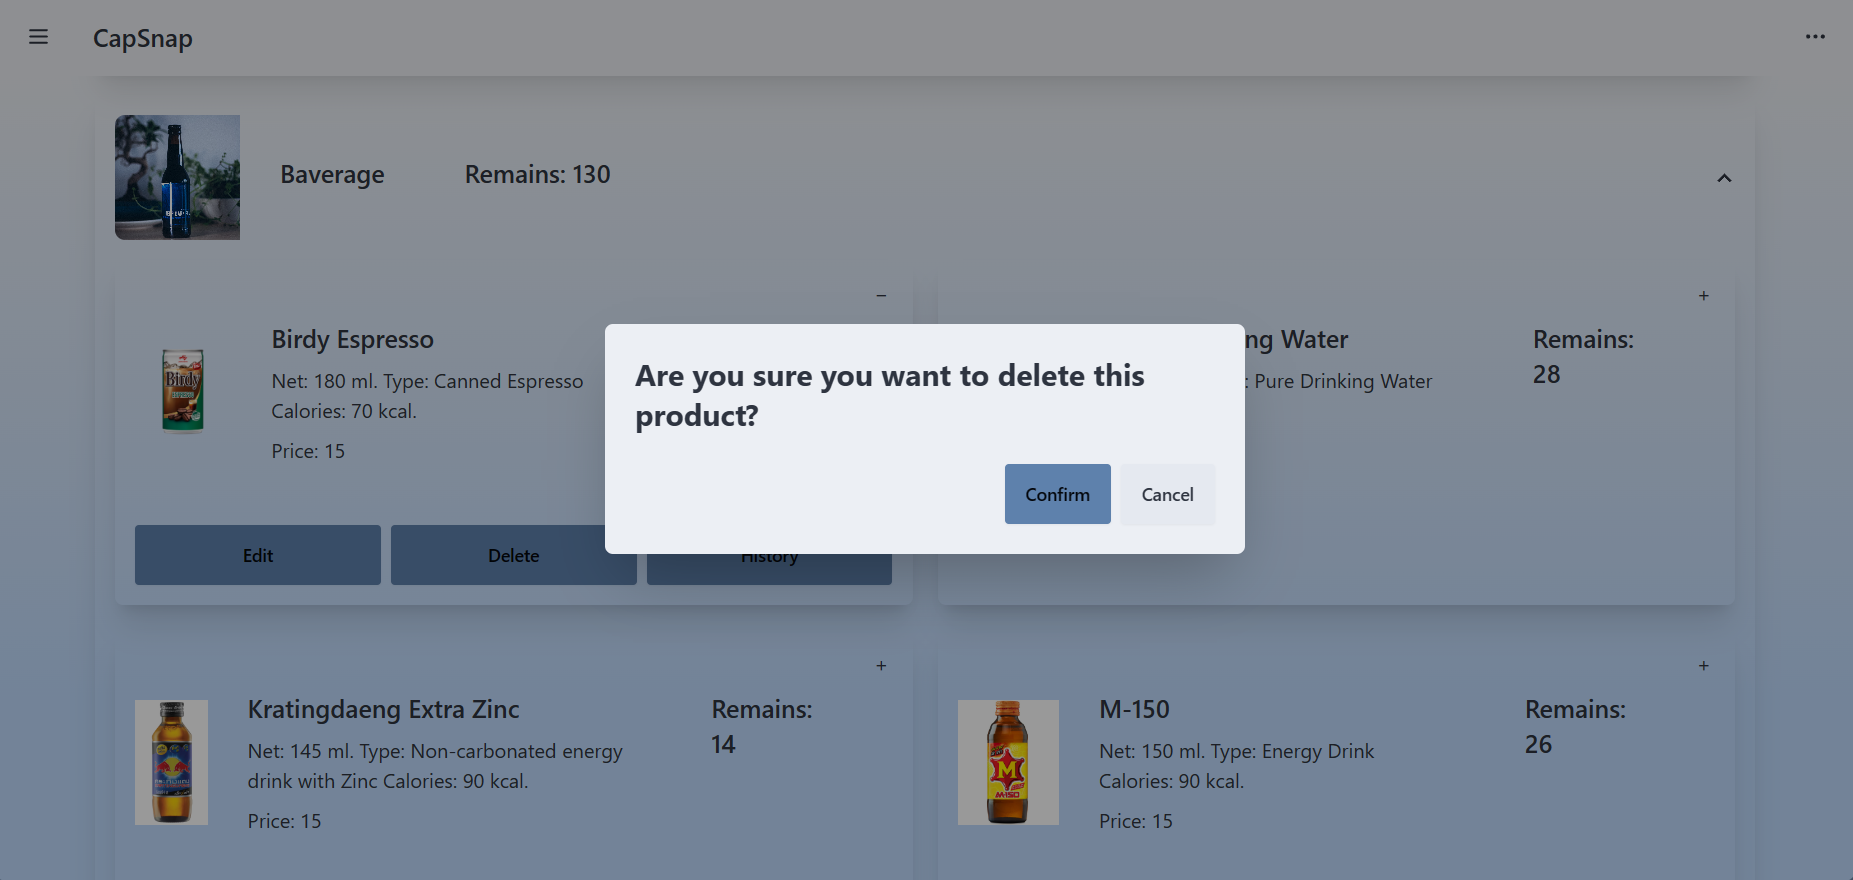 CapSnap
Baverage
Remains: 130
Birdy Espresso
Net: 180 ml. Type: Canned Espresso
Calories: 70 kcal.
Price: 15
Birdy
Edit
Delete
History
ng Water
: Pure Drinking Water
Remains:
28
Are you sure you want to delete this
product?
Confirm
Cancel
Kratingdaeng Extra Zinc
Net: 145 ml. Type: Non-carbonated energy
drink with Zinc Calories: 90 kcal.
Price: 15
Remains:
14
M-150
Net: 150 ml. Type: Energy Drink
Calories: 90 kcal.
Price: 15
Remains:
26
M
M-150